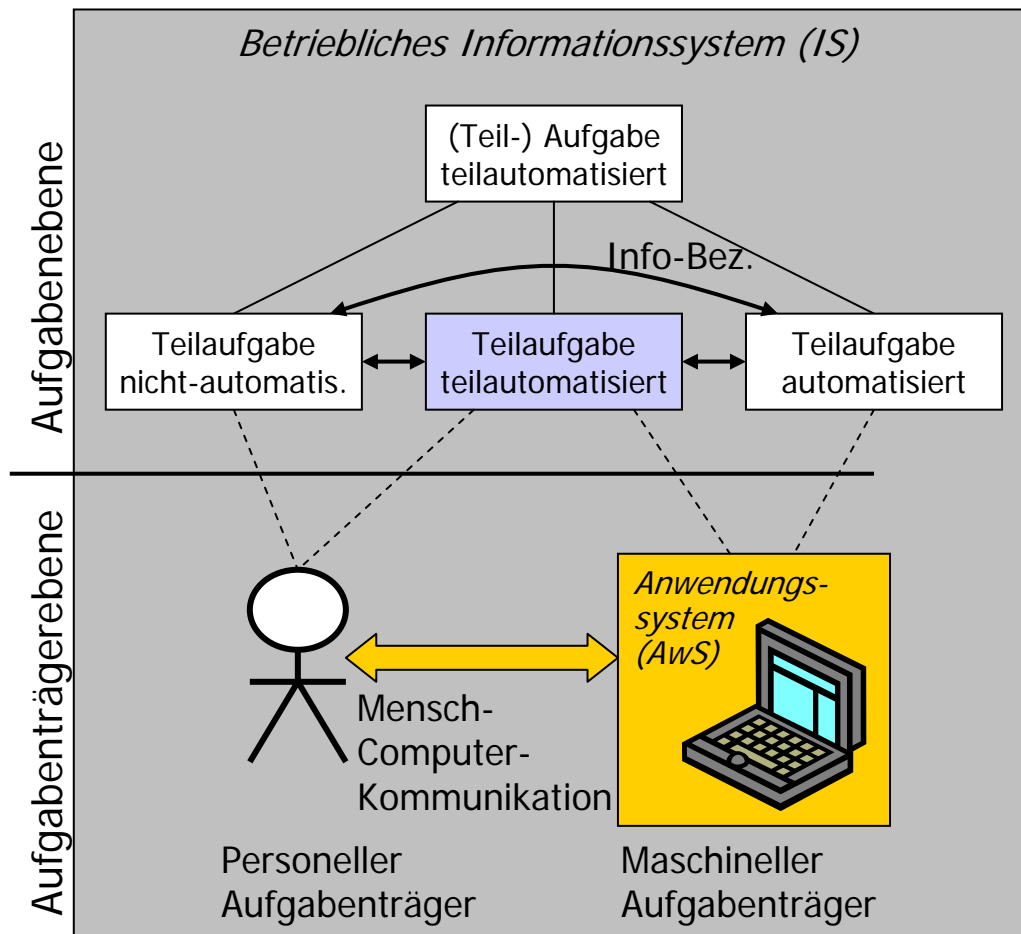 Betriebliches Informationssystem (IS)
Aufgabenebene
(Teil-) Aufgabe
teilautomatisiert
Info-Bez.
Teilaufgabe
nicht-automatis.
Teilaufgabe
teilautomatisiert
Teilaufgabe
automatisiert
Aufgabenträgerebene
Anwendungs-
system
(AwS)
Mensch-
Computer-
Kommunikation
Personeller
Aufgabenträger
Maschineller
Aufgabenträger